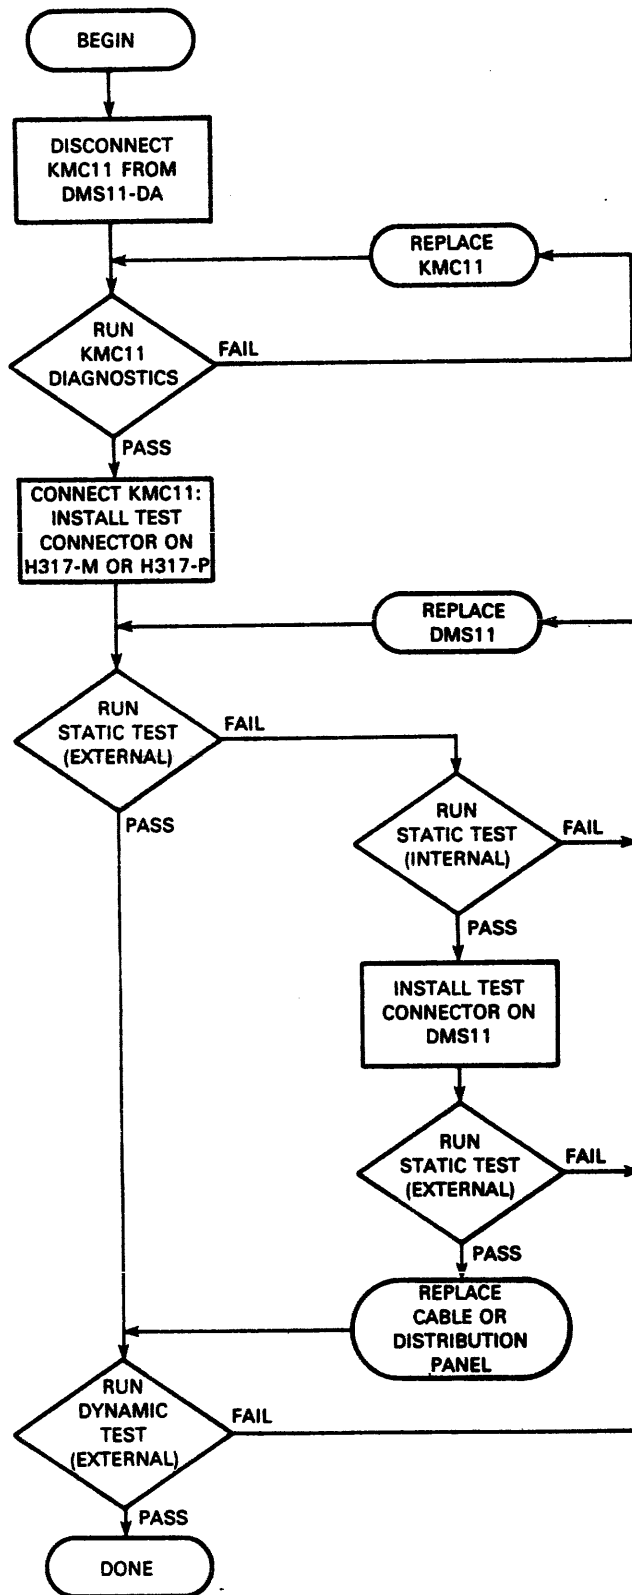 BEGIN
DISCONNECT
KMC11 FROM
DMS11-DA
REPLACE
KMC11
RUN
KMC11
DIAGNOSTICS
FAIL
PASS
CONNECT KMC11:
INSTALL TEST
CONNECTOR ON
H317-M OR H317-P
REPLACE
DMS11
RUN
STATIC TEST
(EXTERNAL)
FAIL
PASS
RUN
STATIC TEST
(INTERNAL)
FAIL
PASS
INSTALL TEST
CONNECTOR ON
DMS11
RUN
STATIC TEST
(EXTERNAL)
FAIL
PASS
REPLACE
CABLE OR
DISTRIBUTION
PANEL
RUN
DYNAMIC
TEST
(EXTERNAL)
FAIL
PASS
DONE